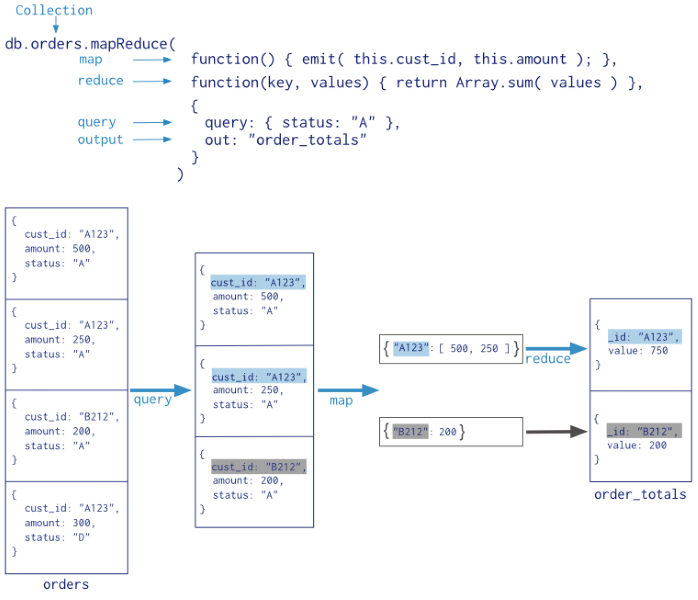 Collection
db.orders.mapReduce(
map function() { emit( this.cust_id, this.amount ); },
reduce function(key, values) { return Array.sum( values ) },
{
query query: { status: "A" },
output out: "order_totals"
}
)
{
cust_id: "A123",
amount: 500,
status: "A"
}
{
cust_id: "A123",
amount: 250,
status: "A"
}
{
cust_id: "B212",
amount: 200,
status: "A"
}
{
cust_id: "A123",
amount: 300,
status: "D"
}
orders
query
{
cust_id: "A123",
amount: 500,
status: "A"
}
{
cust_id: "A123",
amount: 250,
status: "A"
}
{
cust_id: "B212",
amount: 200,
status: "A"
}
map
{ "A123": [ 500, 250 ] }
{ "B212": 200 }
reduce
{
_id: "A123",
value: 750
}
{
_id: "B212",
value: 200
}
order_totals